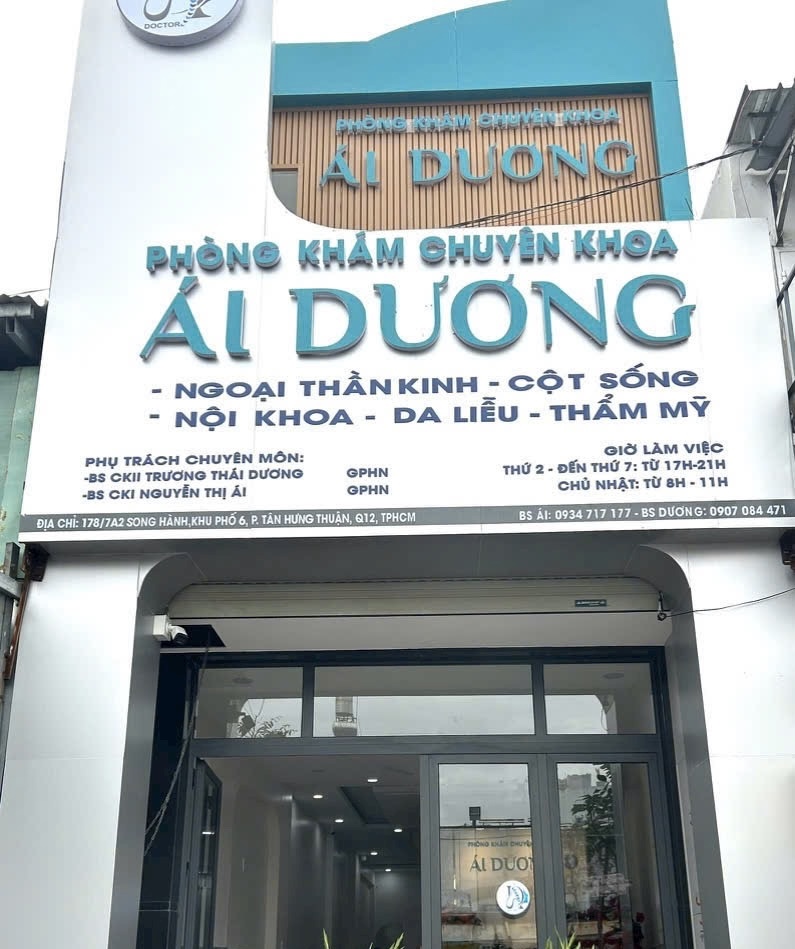 DOCTOR
PHÒNG KHÁM CHUYÊN KHOA
ÁI DƯƠNG
PHÒNG KHÁM CHUYÊN KHOA
ÁI DƯƠNG
- NGOẠI THẦN KINH - CỘT SỐNG
- NỘI KHOA - DA LIỄU - THẨM MỸ
PHỤ TRÁCH CHUYÊN MÔN:
-BS CKII TRƯƠNG THÁI DƯƠNG GPHN
-BS CKI NGUYỄN THỊ ÁI GPHN
GIỜ LÀM VIỆC
THỨ 2 - ĐẾN THỨ 7: TỪ 17H-21H
CHỦ NHẬT: TỪ 8H - 11H
ĐỊA CHỈ: 178/7A2 SONG HÀNH,KHU PHỐ 6, P. TÂN HƯNG THUẬN, Q12, TPHCM
BS ÁI: 0934 717 177 - BS DƯƠNG: 0907 084 471
PHÒNG KHÁM
ÁI DƯƠNG